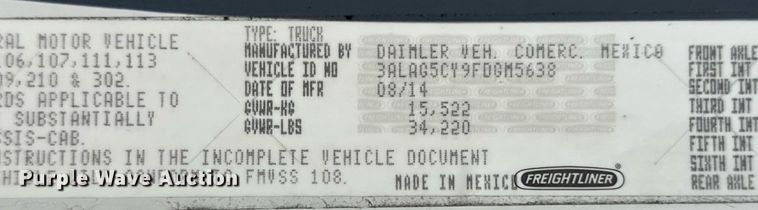 TYPE: TRUCK
RAL MOTOR VEHICLE
MANUFACTURED BY DAIMLER VEH. COMERC. MEXICO
FRONT AXLE
06,107,111,113
VEHICLE ID NO 3ALAG5CY9FDGM5638
FIRST INT
09,210 & 302.
DATE OF MFR 08/14
SECOND INT
RDS APPLICABLE TO
GVWR-KG 15,522
THIRD INT
SUBSTANTIALLY
GVWR-LBS 34,220
FOURTH INT
SSIS-CAB.
FIFTH INT
NSTRUCTIONS IN THE INCOMPLETE VEHICLE DOCUMENT
SIXTH INT
FMVSS 108.
MADE IN MEXICO
FREIGHTLINER
REAR AXLE
Purple Wave Auction